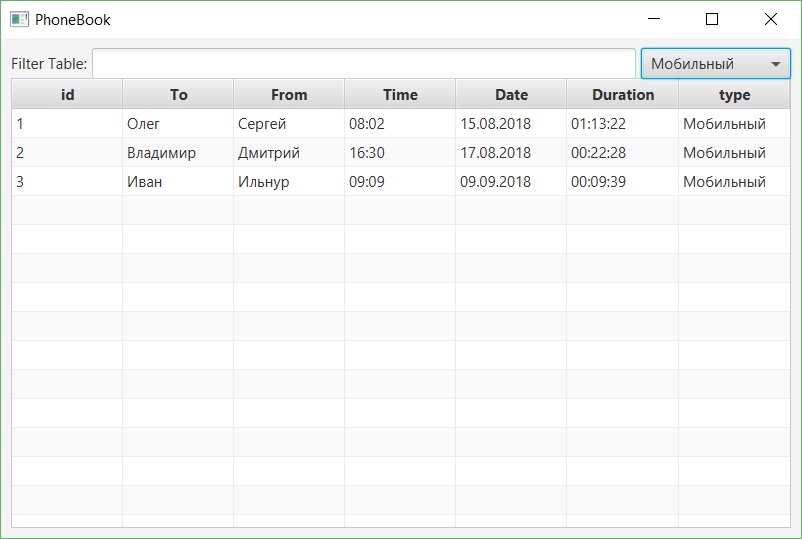 PhoneBook
Filter Table: Мобильный
id To From Time Date Duration type
1 Олег Сергей 08:02 15.08.2018 01:13:22 Мобильный
2 Владимир Дмитрий 16:30 17.08.2018 00:22:28 Мобильный
3 Иван Ильнур 09:09 09.09.2018 00:09:39 Мобильный